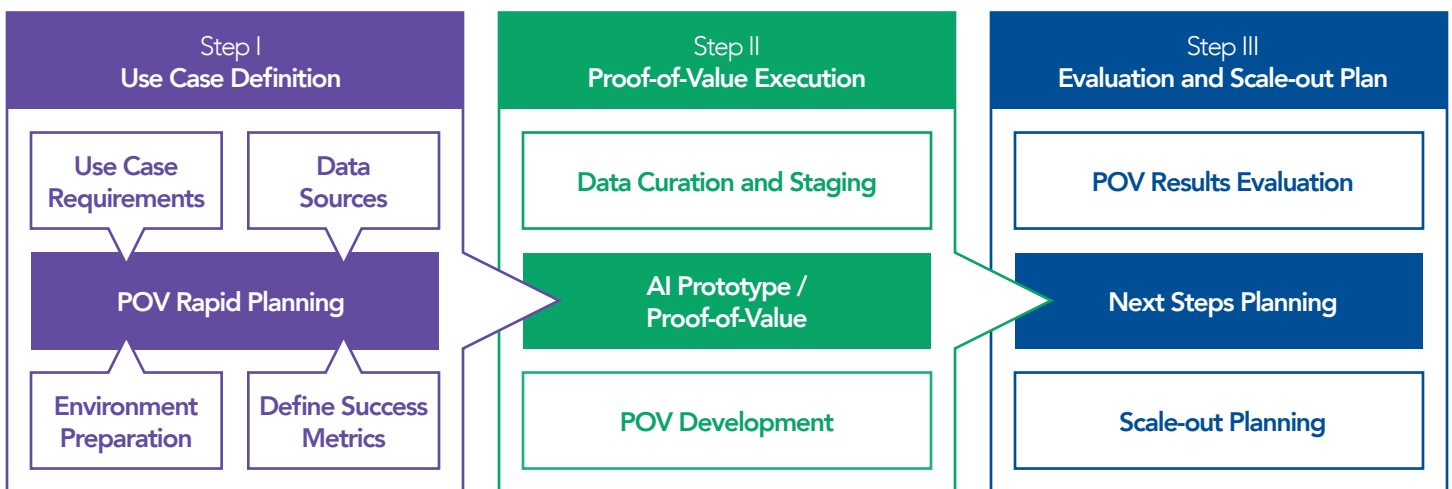 Step I
Use Case Definition
Use Case
Requirements
Data
Sources
POV Rapid Planning
Environment
Preparation
Define Success
Metrics
Step II
Proof-of-Value Execution
Data Curation and Staging
AI Prototype /
Proof-of-Value
POV Development
Step III
Evaluation and Scale-out Plan
POV Results Evaluation
Next Steps Planning
Scale-out Planning